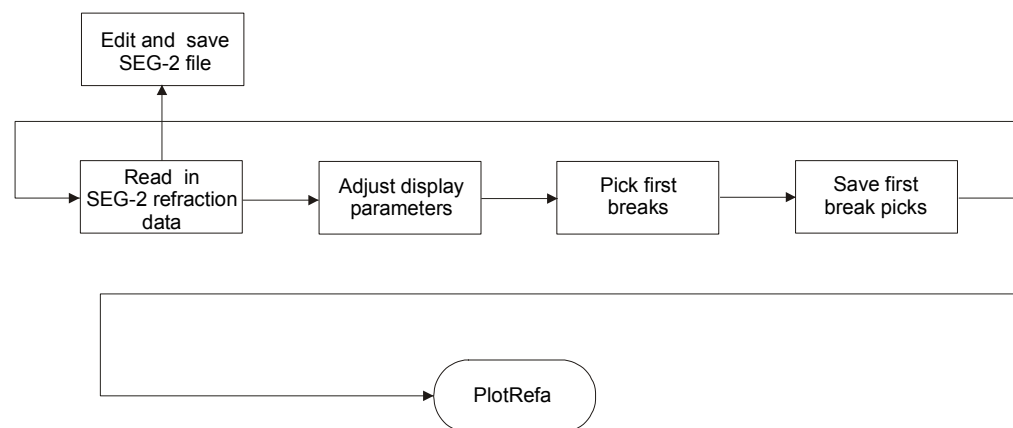 Edit and save
SEG-2 file
Read in
SEG-2 refraction
data
Adjust display
parameters
Pick first
breaks
Save first
break picks
PlotRefa